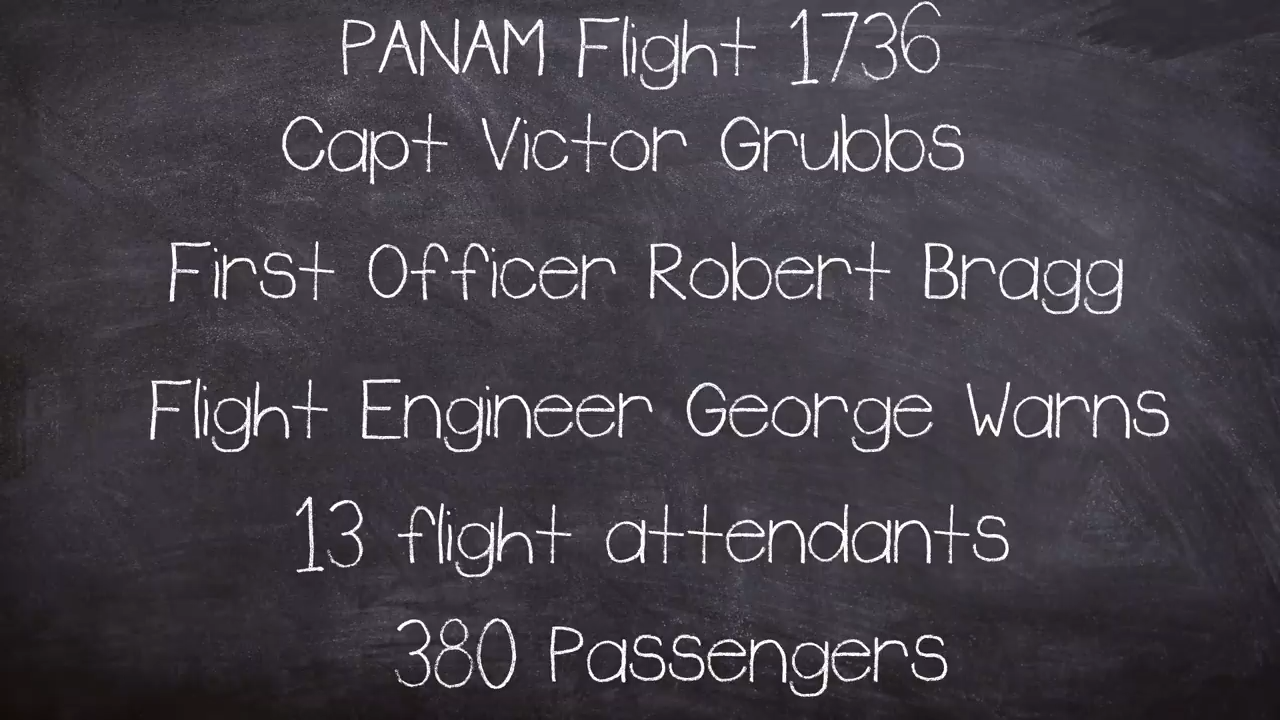 PANAM Flight 1736
Capt Victor Grubbs
First Officer Robert Bragg
Flight Engineer George Warns
13 flight attendants
380 Passengers